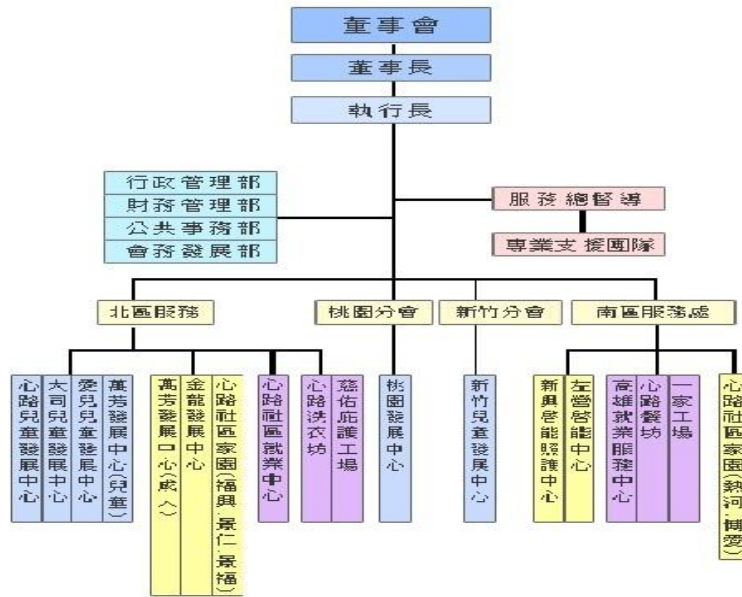 董事會
董事長
執行長
行政管理部
財務管理部
公共事務部
會務發展部
服務總督導
專業支援團隊
北區服務
桃園分會
新竹分會
南區服務處
心路兒童發展中心
大司兒童發展中心
愛兒兒童發展中心
萬芳發展中心(兒童)
萬芳發展中心(成人)
金龍發展中心
心路社區家園(福興.景仁.景福)
心路社區就業中心
心路洗衣坊
慈佑庇護工場
桃園發展中心
新竹兒童發展中心
新興啓能照護中心
左營啓能中心
高雄就業服務中心
心路餐坊
一家工場
心路社區家園(熱河.博愛)